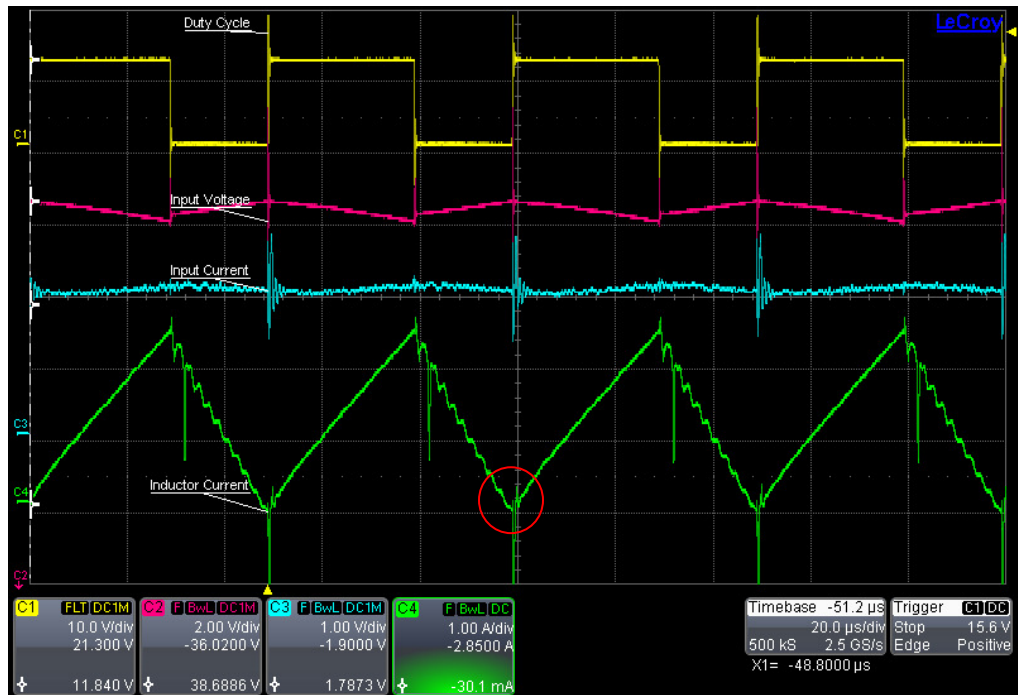 Duty Cycle
LeCroy
C1
Input Voltage
Input Current
C3
Inductor Current
C4
C2
C1 FLT DC1M
10.0 V/div
21.300 V
11.840 V
C2 F BwL DC1M
2.00 V/div
-36.0200 V
38.6886 V
C3 F BwL DC1M
1.00 V/div
-1.9000 V
1.7873 V
C4 F BwL DC
1.00 A/div
-2.8500 A
-30.1 mA
Timebase -51.2 µs
20.0 µs/div
500 kS 2.5 GS/s
Trigger C1 DC
Stop 15.6 V
Edge Positive
X1= -48.8000 µs